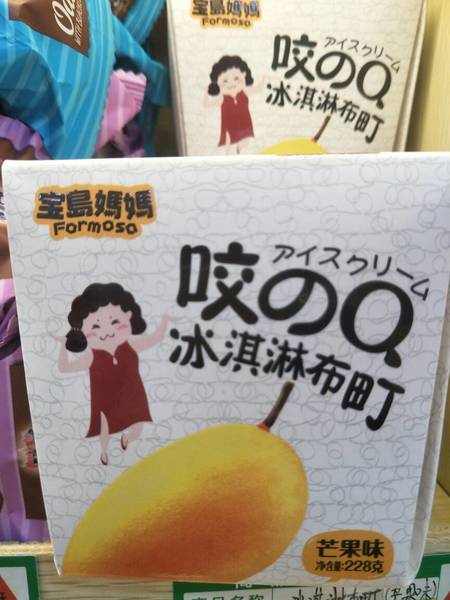 宝島媽媽
Formosa
アイスクリーム
咬のQ
冰淇淋布町
宝島媽媽
Formosa
アイスクリーム
咬のQ
冰淇淋布町
芒果味
净含量:228克